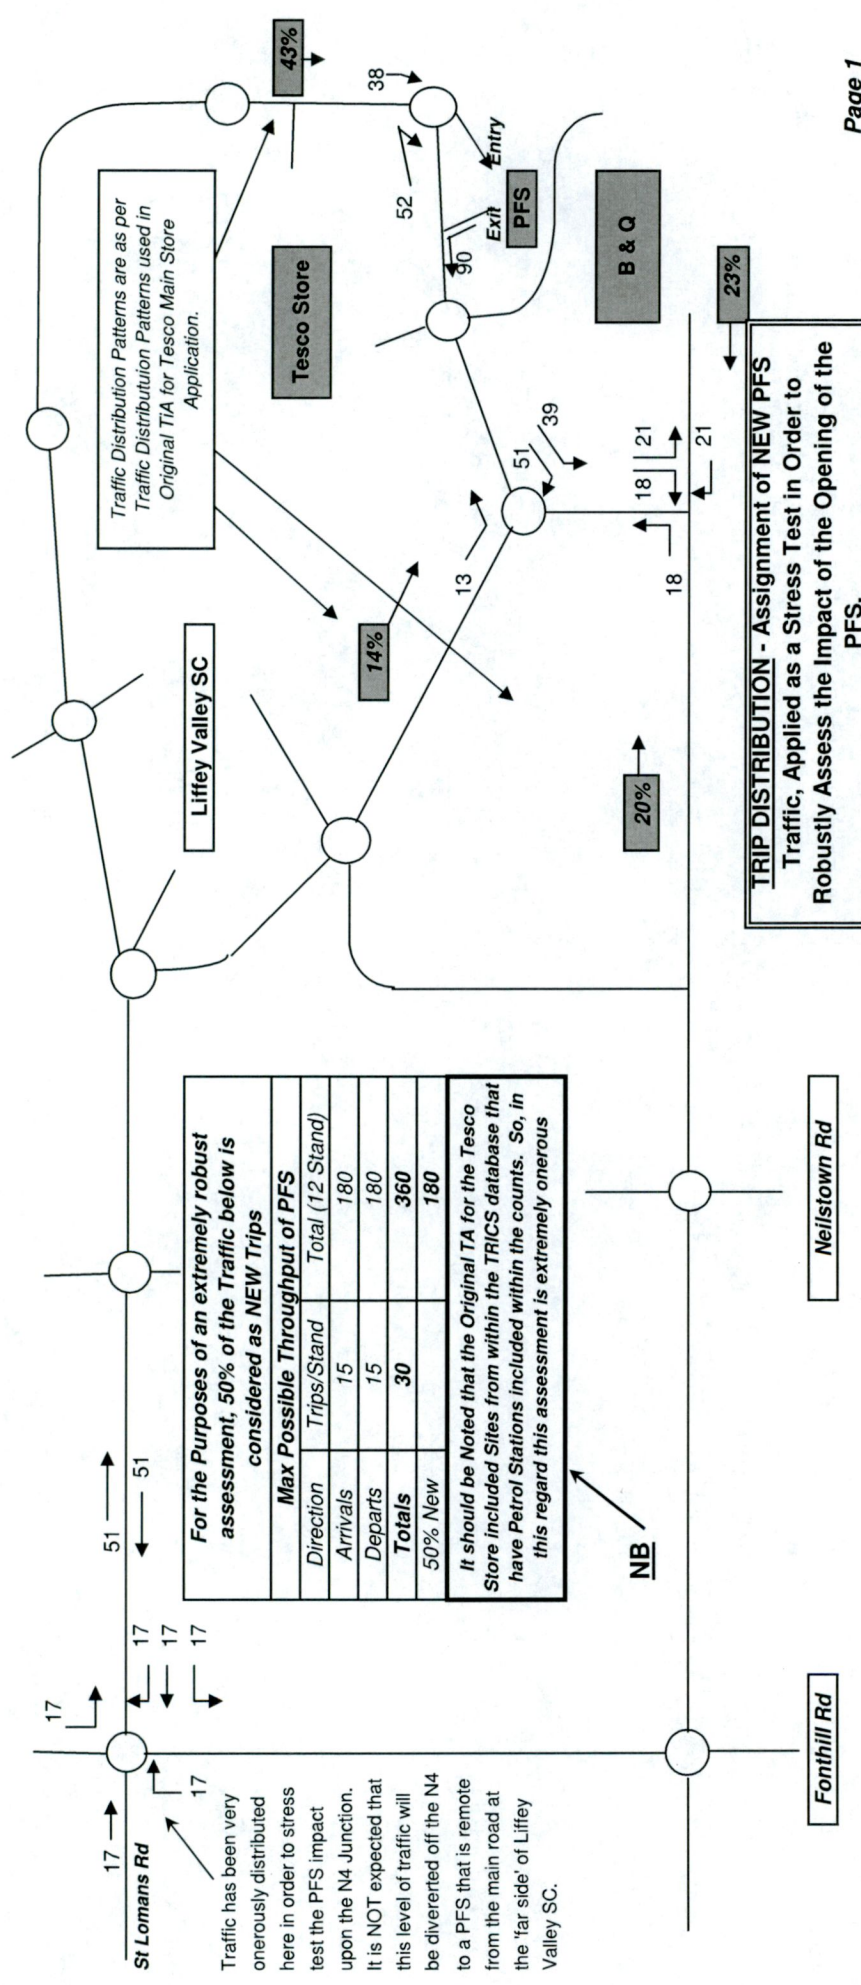 51
51
17
17
17
17
17
17
St Lomans Rd
Traffic has been very
onerously distributed
here in order to stress
test the PFS impact
upon the N4 Junction.
It is NOT expected that
this level of traffic will
be divererted off the N4
to a PFS that is remote
from the main road at
the 'far side' of Liffey
Valley SC.
For the Purposes of an extremely robust
assessment, 50% of the Traffic below is
considered as NEW Trips
Max Possible Throughput of PFS
Direction Trips/Stand Total (12 Stand)
Arrivals 15 180
Departs 15 180
Totals 30 360
50% New 180
It should be Noted that the Original TA for the Tesco
Store included Sites from within the TRICS database that
have Petrol Stations included within the counts. So, in
this regard this assessment is extremely onerous
NB
Fonthill Rd
Neilstown Rd
Liffey Valley SC
Traffic Distribution Patterns are as per
Traffic Distributuion Patterns used in
Original TiA for Tesco Main Store
Application.
43%
38
52
Tesco Store
Entry
Exit
PFS
90
14%
13
51
39
B & Q
20%
18
21
18
21
23%
TRIP DISTRIBUTION - Assignment of NEW PFS
Traffic, Applied as a Stress Test in Order to
Robustly Assess the Impact of the Opening of the
PFS.
Page 1